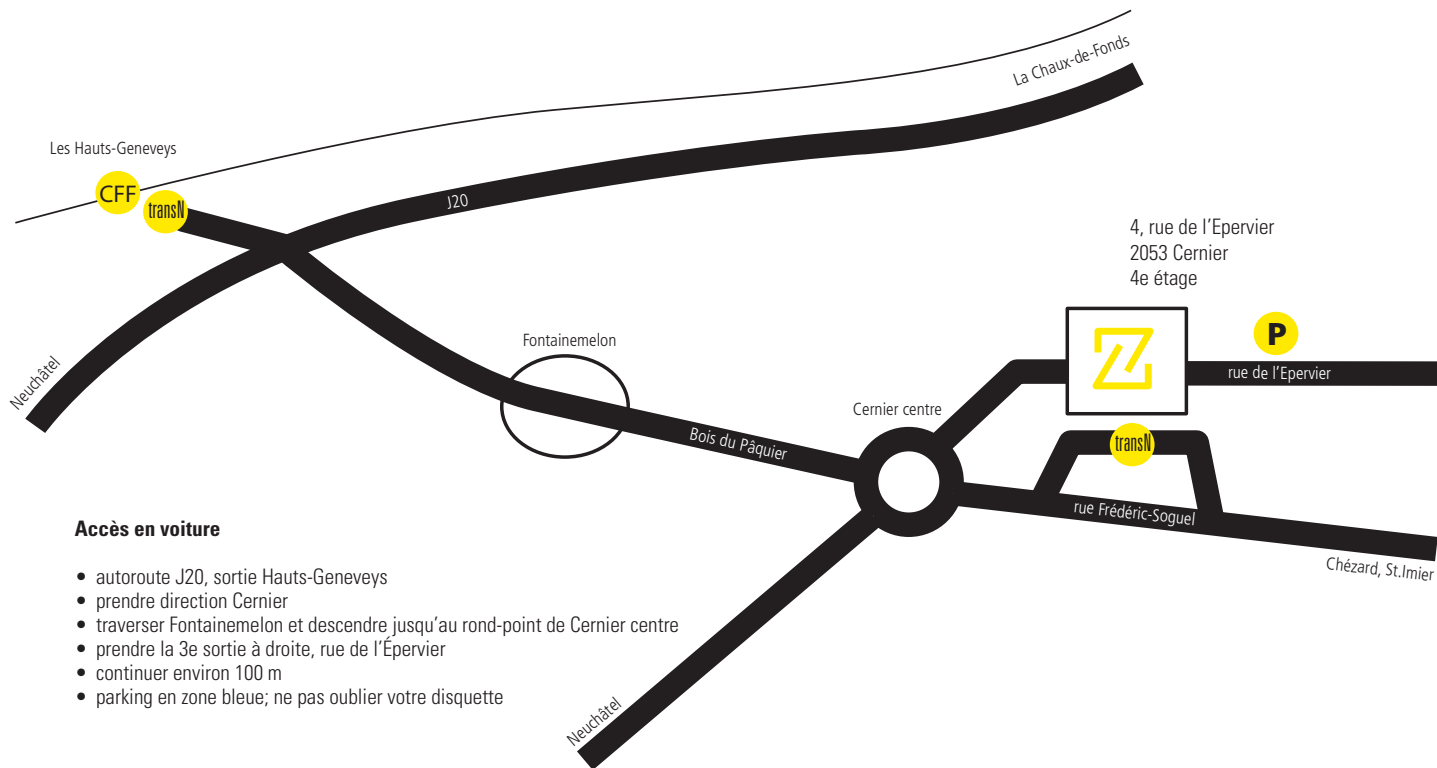 La Chaux-de-Fonds
Les Hauts-Geneveys
CFF
transN
J20
4, rue de l'Epervier
2053 Cernier
4e étage
P
Fontainemelon
Neuchâtel
rue de l'Epervier
Cernier centre
Bois du Pâquier
transN
rue Frédéric-Soguel
Chézard, St.Imier
Accès en voiture
• autoroute J20, sortie Hauts-Geneveys
• prendre direction Cernier
• traverser Fontainemelon et descendre jusqu'au rond-point de Cernier centre
• prendre la 3e sortie à droite, rue de l'Épervier
• continuer environ 100 m
• parking en zone bleue; ne pas oublier votre disquette
Neuchâtel